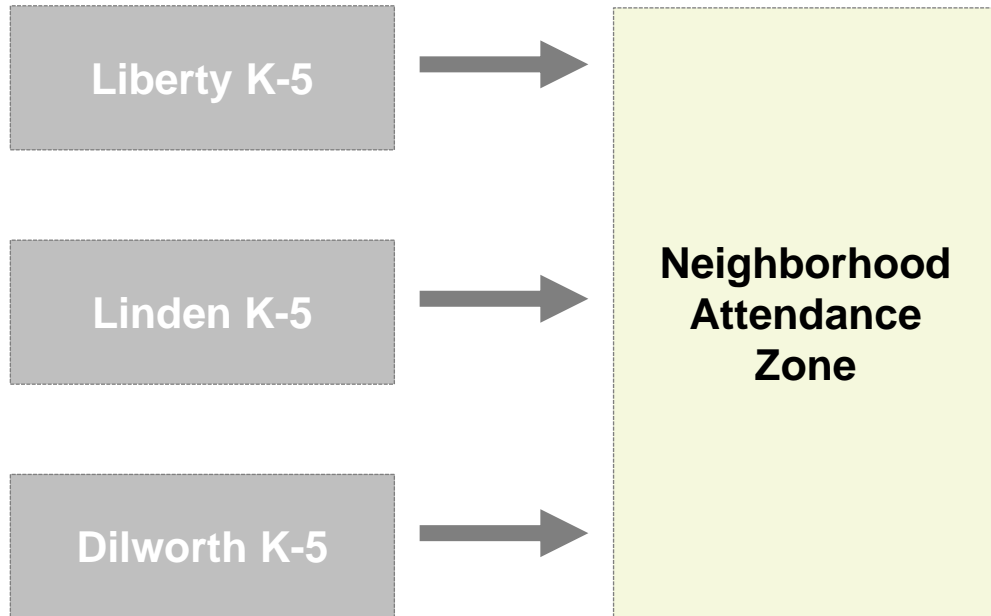 Liberty K-5
Linden K-5
Dilworth K-5
Neighborhood
Attendance
Zone